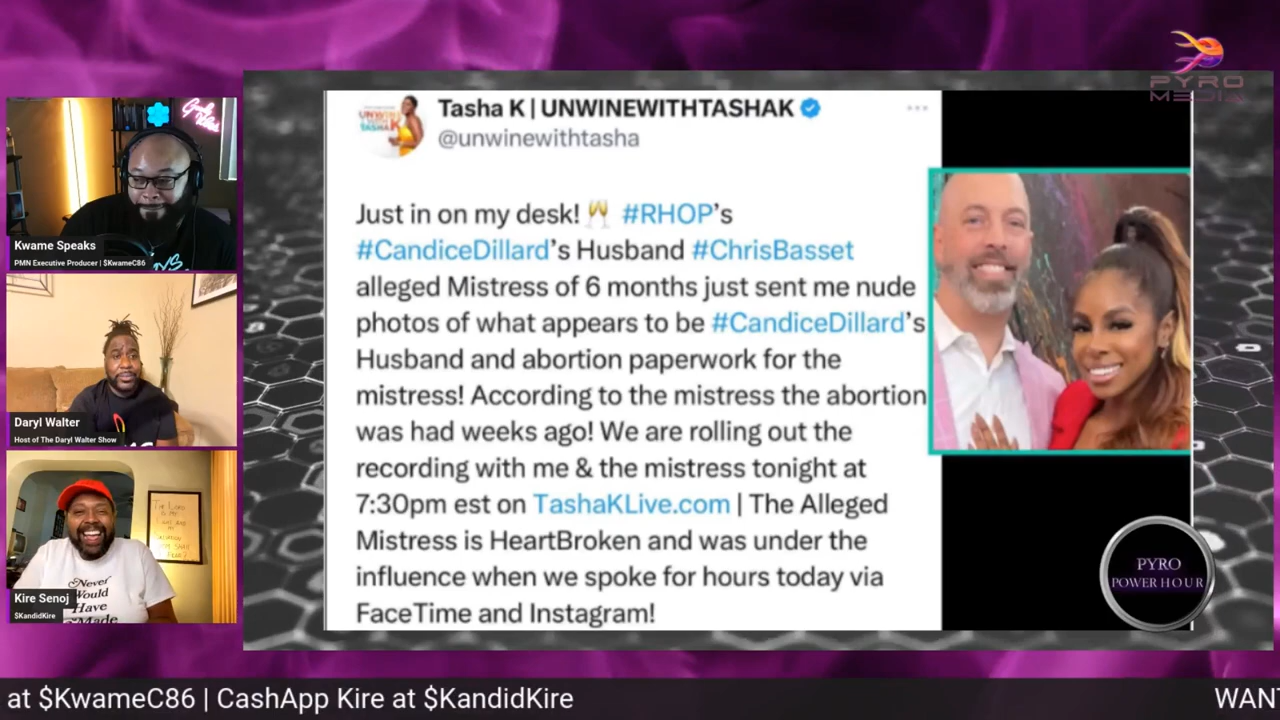 PYRO
MEDIA
Tasha K | UNWINEWITHTASHAK
@unwinewithtasha
Just in on my desk! 🥂 #RHOP's
#CandiceDillard's Husband #ChrisBasset
alleged Mistress of 6 months just sent me nude
photos of what appears to be #CandiceDillard's
Husband and abortion paperwork for the
mistress! According to the mistress the abortion
was had weeks ago! We are rolling out the
recording with me & the mistress tonight at
7:30pm est on TashaKLive.com | The Alleged
Mistress is HeartBroken and was under the
influence when we spoke for hours today via
FaceTime and Instagram!
Kwame Speaks
PMN Executive Producer | $KwameC86
Daryl Walter
Host of The Daryl Walter Show
Never
Would
Have
Made
Kire Senoj
$KandidKire
PYRO
POWER HOUR
at $KwameC86 | CashApp Kire at $KandidKire
WANT